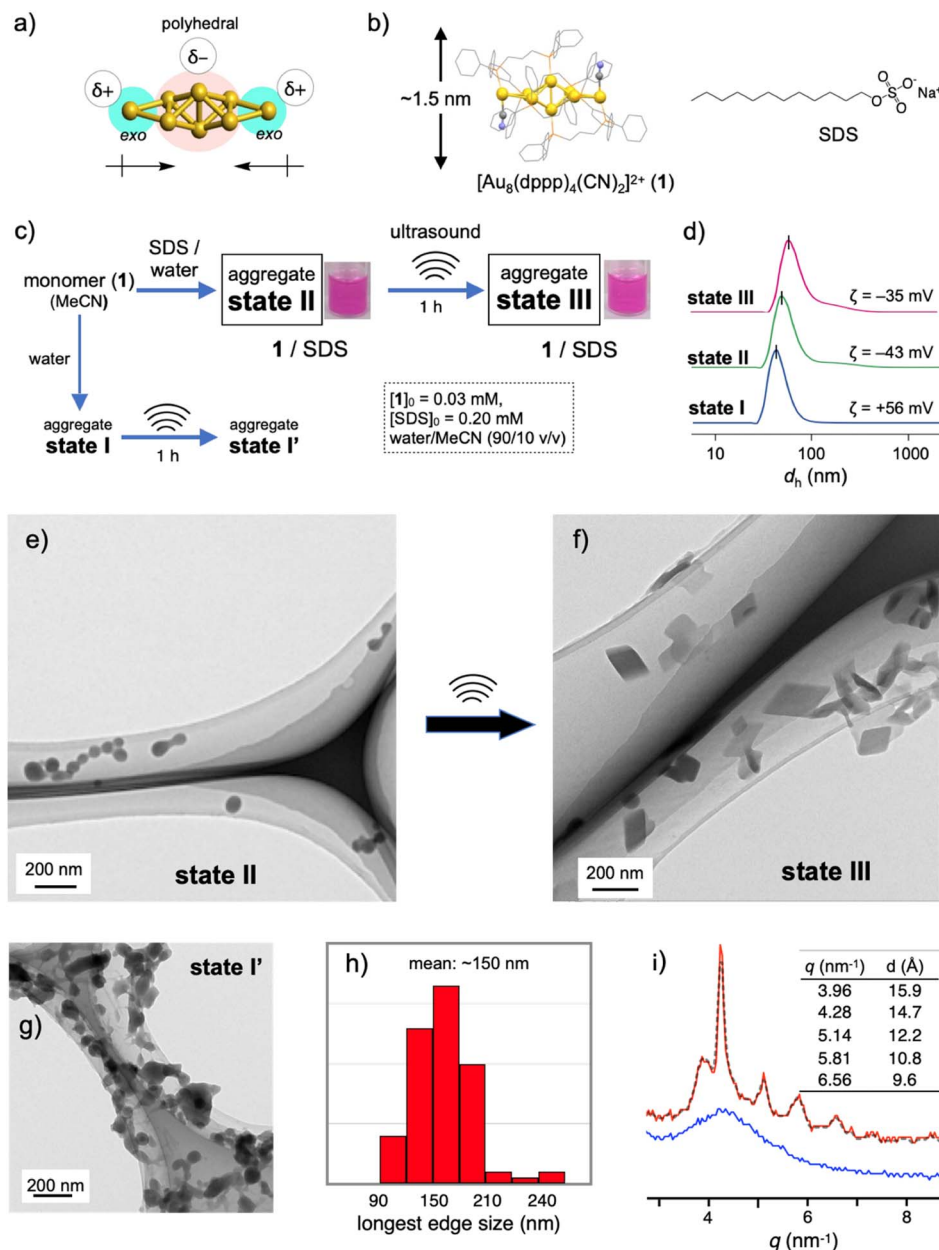 a)
polyhedral
δ−
δ+
δ+
exo
exo
b)
~1.5 nm
[Au₈(dppp)₄(CN)₂]²⁺ (1)
O
O
S
O⁻
O
Na⁺
SDS
c)
monomer (1)
(MeCN)
SDS /
water
aggregate
state II
1 / SDS
ultrasound
1 h
aggregate
state III
1 / SDS
water
aggregate
state I
1 h
aggregate
state I’
[1]₀ = 0.03 mM,
[SDS]₀ = 0.20 mM
water/MeCN (90/10 v/v)
d)
state III
ζ = –35 mV
state II
ζ = –43 mV
state I
ζ = +56 mV
10
100
1000
dₕ (nm)
e)
200 nm
state II
f)
200 nm
state III
state I’
g)
200 nm
h)
mean: ~150 nm
90
150
210
240
longest edge size (nm)
i)
q (nm⁻¹) d (Å)
3.96 15.9
4.28 14.7
5.14 12.2
5.81 10.8
6.56 9.6
4
6
8
q (nm⁻¹)